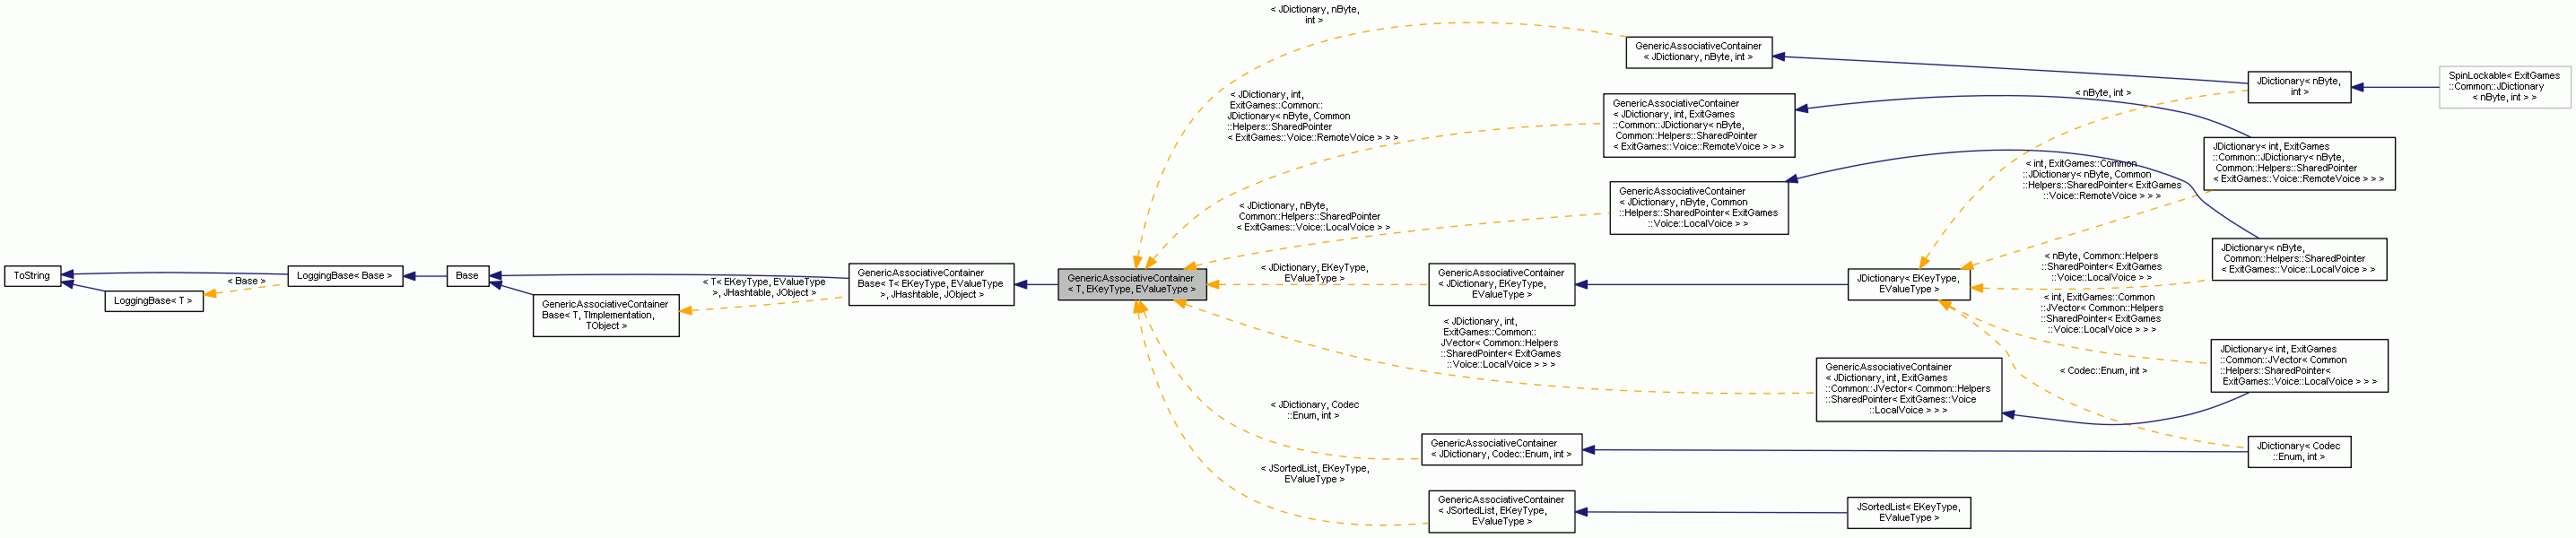 ToString
LoggingBase< Base >
LoggingBase< T >
< Base >
Base
GenericAssociativeContainer
Base< T, TImplementation,
TObject >
< T< EKeyType, EValueType
>, JHashtable, JObject >
GenericAssociativeContainer
Base< T< EKeyType, EValueType
>, JHashtable, JObject >
GenericAssociativeContainer
< T, EKeyType, EValueType >
< JDictionary, nByte,
int >
< JDictionary, int,
ExitGames::Common::
JDictionary< nByte, Common
::Helpers::SharedPointer
< ExitGames::Voice::RemoteVoice > > >
< JDictionary, nByte,
Common::Helpers::SharedPointer
< ExitGames::Voice::LocalVoice > >
< JDictionary, EKeyType,
EValueType >
< JDictionary, int,
ExitGames::Common::
JVector< Common::Helpers
::SharedPointer< ExitGames
::Voice::LocalVoice > > >
< JDictionary, Codec
::Enum, int >
< JSortedList, EKeyType,
EValueType >
GenericAssociativeContainer
< JDictionary, nByte, int >
GenericAssociativeContainer
< JDictionary, int, ExitGames
::Common::JDictionary< nByte,
Common::Helpers::SharedPointer
< ExitGames::Voice::RemoteVoice > > >
GenericAssociativeContainer
< JDictionary, nByte, Common
::Helpers::SharedPointer< ExitGames
::Voice::LocalVoice > >
GenericAssociativeContainer
< JDictionary, EKeyType,
EValueType >
GenericAssociativeContainer
< JDictionary, int, ExitGames
::Common::JVector< Common::Helpers
::SharedPointer< ExitGames::Voice
::LocalVoice > > >
GenericAssociativeContainer
< JDictionary, Codec::Enum, int >
GenericAssociativeContainer
< JSortedList, EKeyType,
EValueType >
JDictionary< EKeyType,
EValueType >
JSortedList< EKeyType,
EValueType >
< nByte, int >
< int, ExitGames::Common
::JDictionary< nByte, Common
::Helpers::SharedPointer< ExitGames
::Voice::RemoteVoice > > >
< nByte, Common::Helpers
::SharedPointer< ExitGames
::Voice::LocalVoice > >
< int, ExitGames::Common
::JVector< Common::Helpers
::SharedPointer< ExitGames
::Voice::LocalVoice > > >
< Codec::Enum, int >
JDictionary< nByte,
int >
JDictionary< int, ExitGames
::Common::JDictionary< nByte,
Common::Helpers::SharedPointer
< ExitGames::Voice::RemoteVoice > > >
JDictionary< nByte,
Common::Helpers::SharedPointer
< ExitGames::Voice::LocalVoice > >
JDictionary< int, ExitGames
::Common::JVector< Common
::Helpers::SharedPointer<
ExitGames::Voice::LocalVoice > > >
JDictionary< Codec
::Enum, int >
SpinLockable< ExitGames
::Common::JDictionary
< nByte, int > >